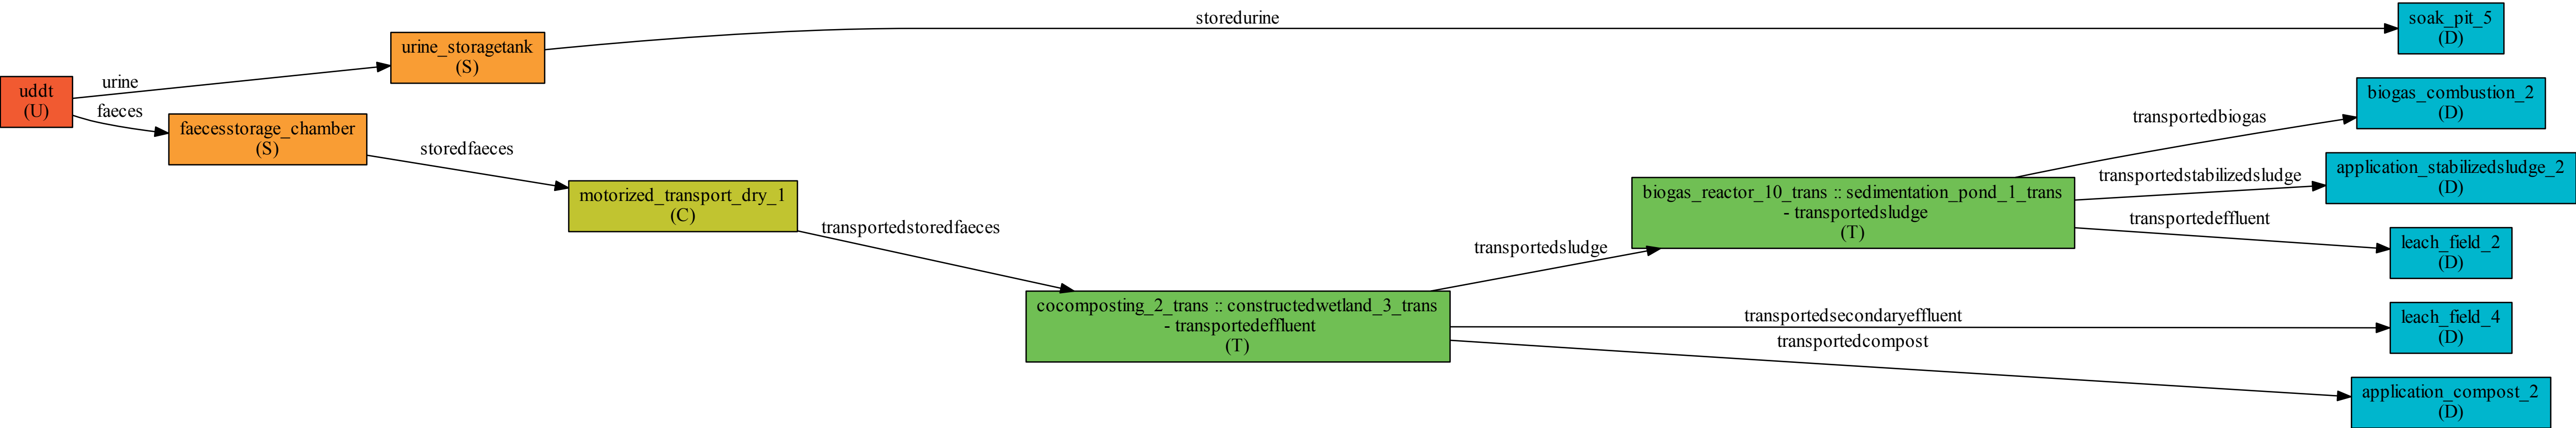 uddt
(U)
urine
faeces
urine_storagetank
(S)
faecesstorage_chamber
(S)
storedurine
storedfaeces
motorized_transport_dry_1
(C)
transportedstoredfaeces
cocomposting_2_trans :: constructedwetland_3_trans
- transportedeffluent
(T)
transportedsludge
transportedsecondaryeffluent
transportedcompost
biogas_reactor_10_trans :: sedimentation_pond_1_trans
- transportedsludge
(T)
transportedbiogas
transportedstabilizedsludge
transportedeffluent
soak_pit_5
(D)
biogas_combustion_2
(D)
application_stabilizedsludge_2
(D)
leach_field_2
(D)
leach_field_4
(D)
application_compost_2
(D)